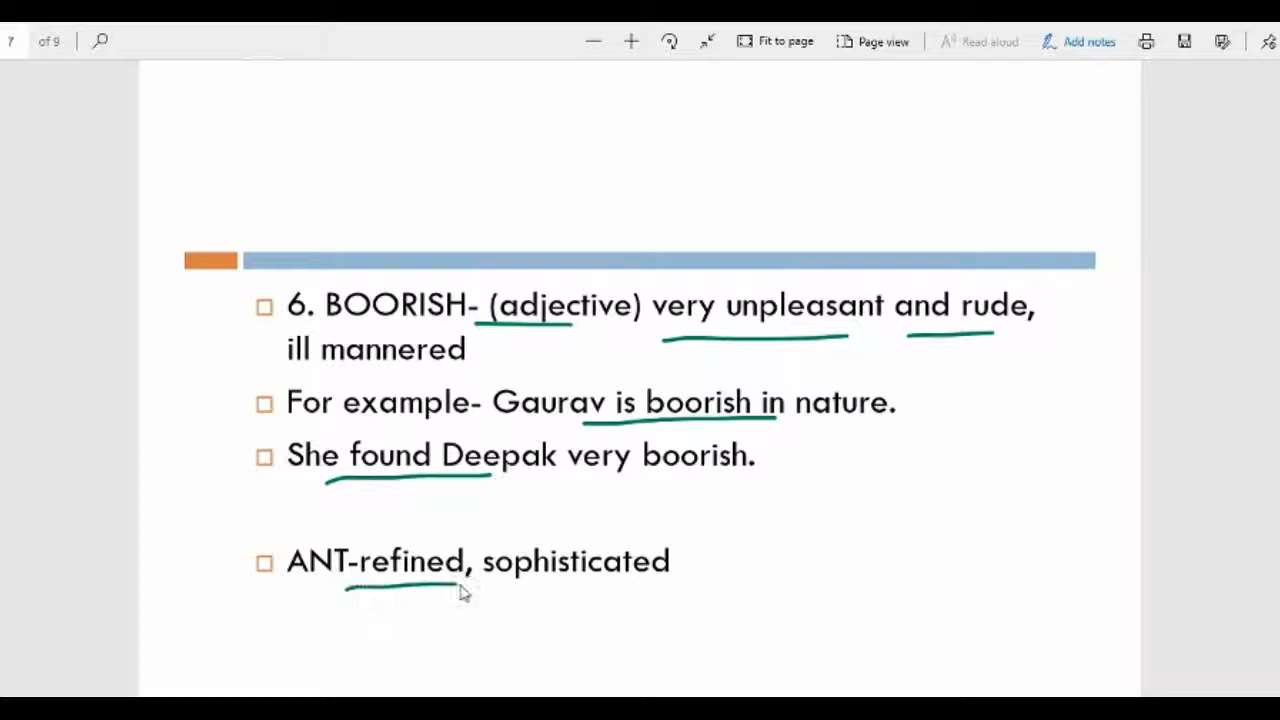 7 of 9 Fit to page Page view Read aloud Add notes
6. BOORISH- (adjective) very unpleasant and rude,
ill mannered
For example- Gaurav is boorish in nature.
She found Deepak very boorish.
ANT-refined, sophisticated